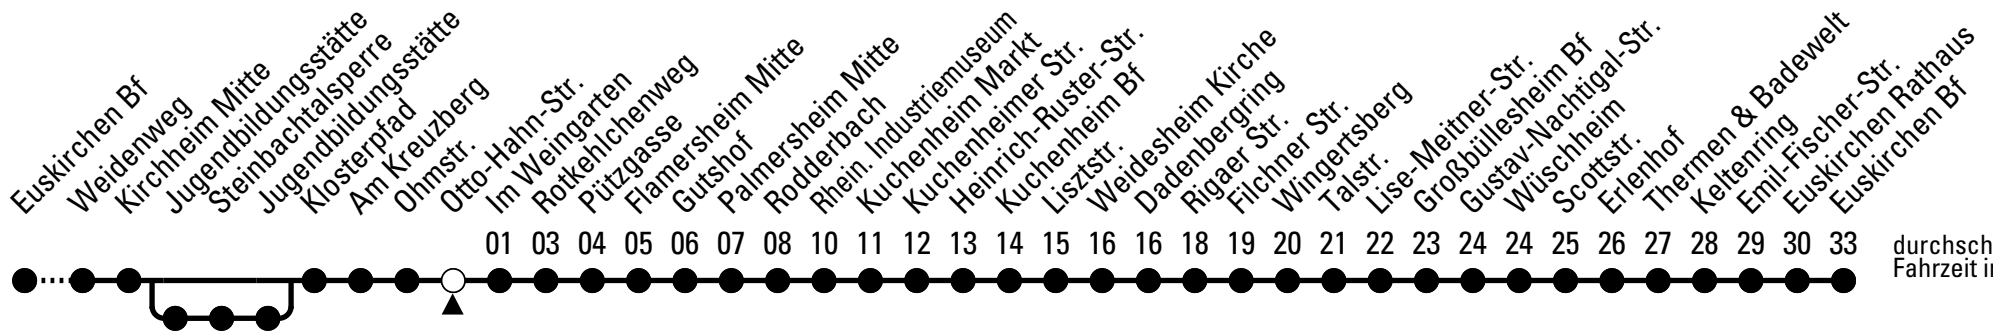 Euskirchen Bf
Weidenweg
Kirchheim Mitte
Jugendbildungsstätte
Steinbachtalsperre
Jugendbildungsstätte
Klosterpfad
Am Kreuzberg
Ohmstr.
Otto-Hahn-Str.
Im Weingarten
Rotkehlchenweg
Pützgasse
Flamersheim Mitte
Gutshof
Palmersheim Mitte
Rodderbach
Rhein. Industriemuseum
Kuchenheim Markt
Kuchenheimer Str.
Heinrich-Ruster-Str.
Kuchenheim Bf
Lisztstr.
Weidesheim Kirche
Dadenbergring
Rigaer Str.
Filchner Str.
Wingertsberg
Talstr.
Lise-Meitner-Str.
Großbüllesheim Bf
Gustav-Nachtigal-Str.
Wüschheim
Scottstr.
Erlenhof
Thermen & Badewelt
Keltenring
Emil-Fischer-Str.
Euskirchen Rathaus
Euskirchen Bf
01 03 04 05 06 07 08 10 11 12 13 14 15 16 16 18 19 20 21 22 23 24 24 25 26 27 28 29 30 33
durchsch
Fahrzeit i